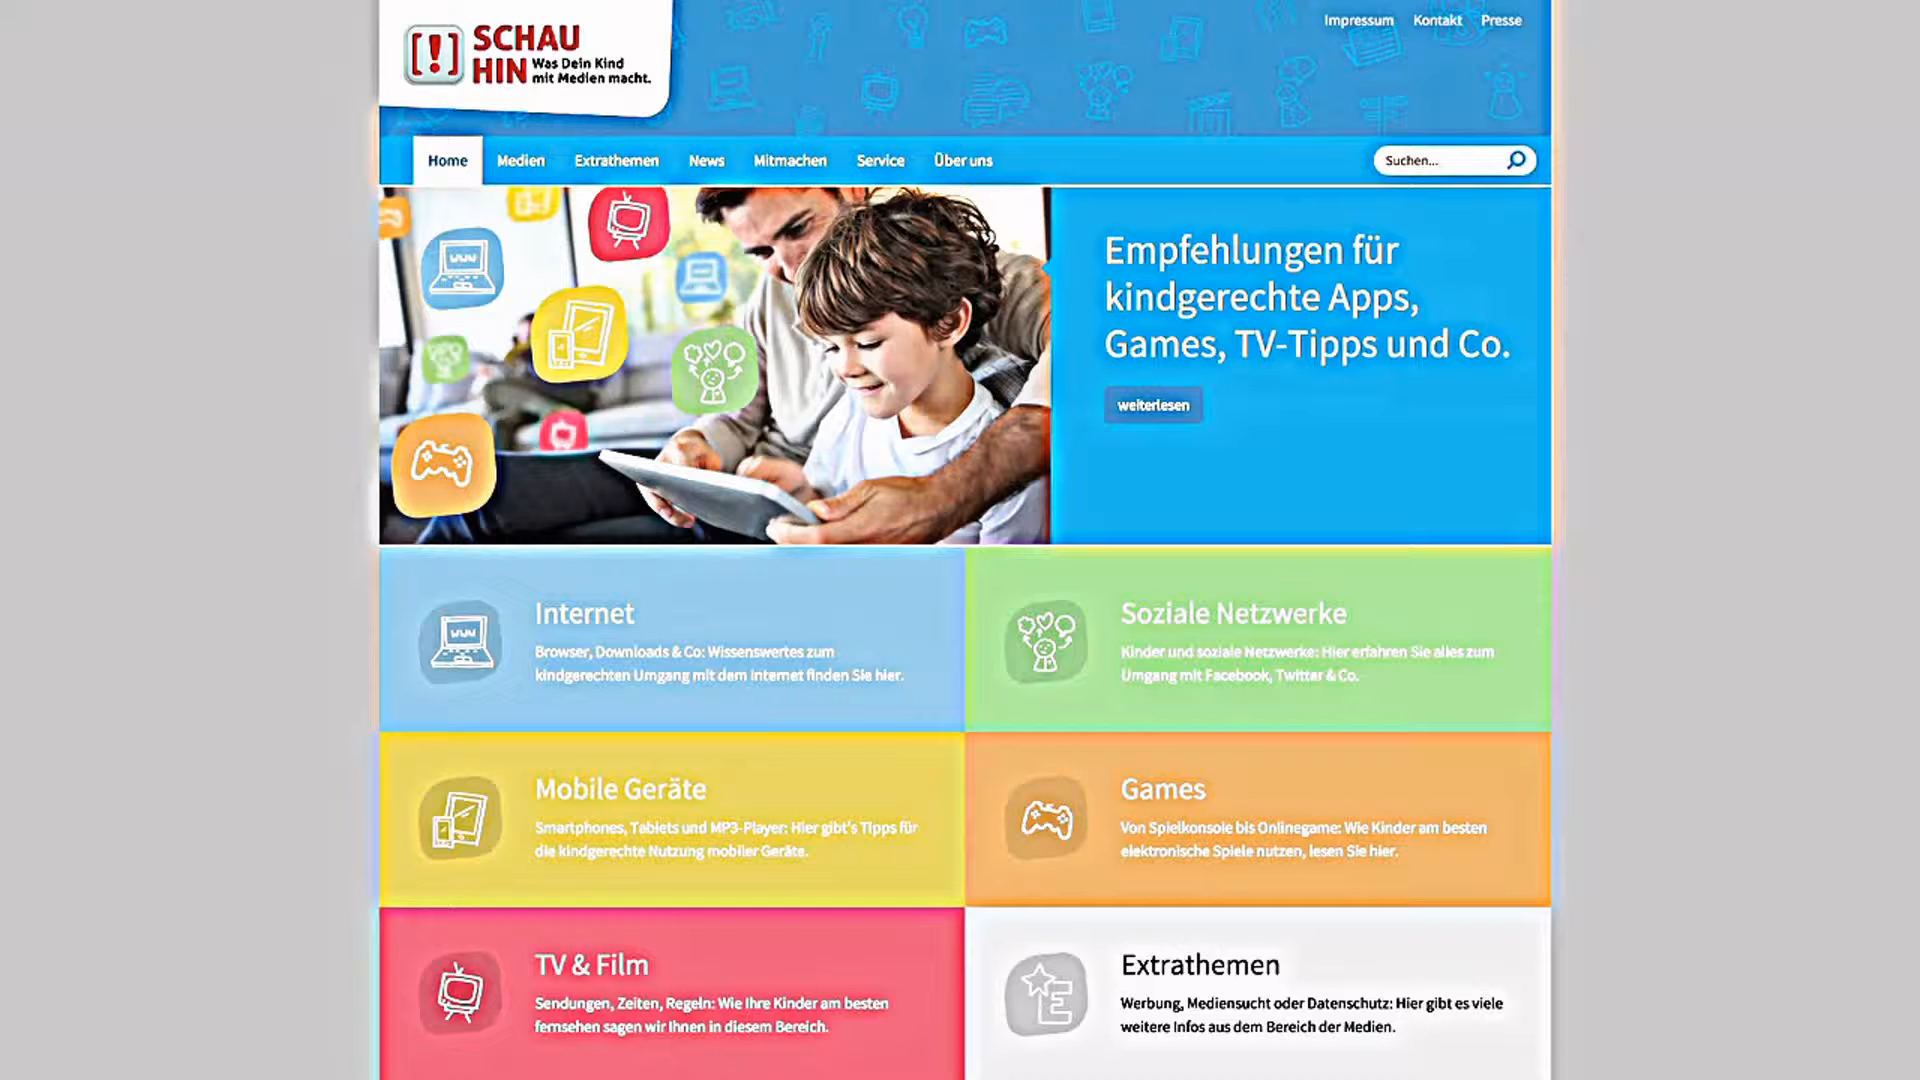 SCHAU
HIN Was Dein Kind
mit Medien macht.
Impressum Kontakt Presse
Home Medien Extrathemen News Mitmachen Service Über uns
Suchen...
Empfehlungen für
kindgerechte Apps,
Games, TV-Tipps und Co.
weiterlesen
Internet
Browser, Downloads & Co: Wissenswertes zum
kindgerechten Umgang mit dem Internet finden Sie hier.
Soziale Netzwerke
Kinder und soziale Netzwerke: Hier erfahren Sie alles zum
Umgang mit Facebook, Twitter & Co.
Mobile Geräte
Smartphones, Tablets und MP3-Player: Hier gibt's Tipps für
die kindgerechte Nutzung mobiler Geräte.
Games
Von Spielkonsole bis Onlinegame: Wie Kinder am besten
elektronische Spiele nutzen, lesen Sie hier.
TV & Film
Sendungen, Zeiten, Regeln: Wie Ihre Kinder am besten
fernsehen sagen wir Ihnen in diesem Bereich.
Extrathemen
Werbung, Mediensucht oder Datenschutz: Hier gibt es viele
weitere Infos aus dem Bereich der Medien.